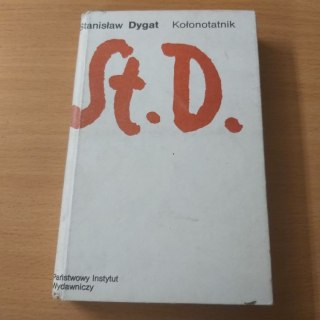 Stanisław Dygat Kołonotatnik
St. D.
Państwowy Instytut
Wydawniczy